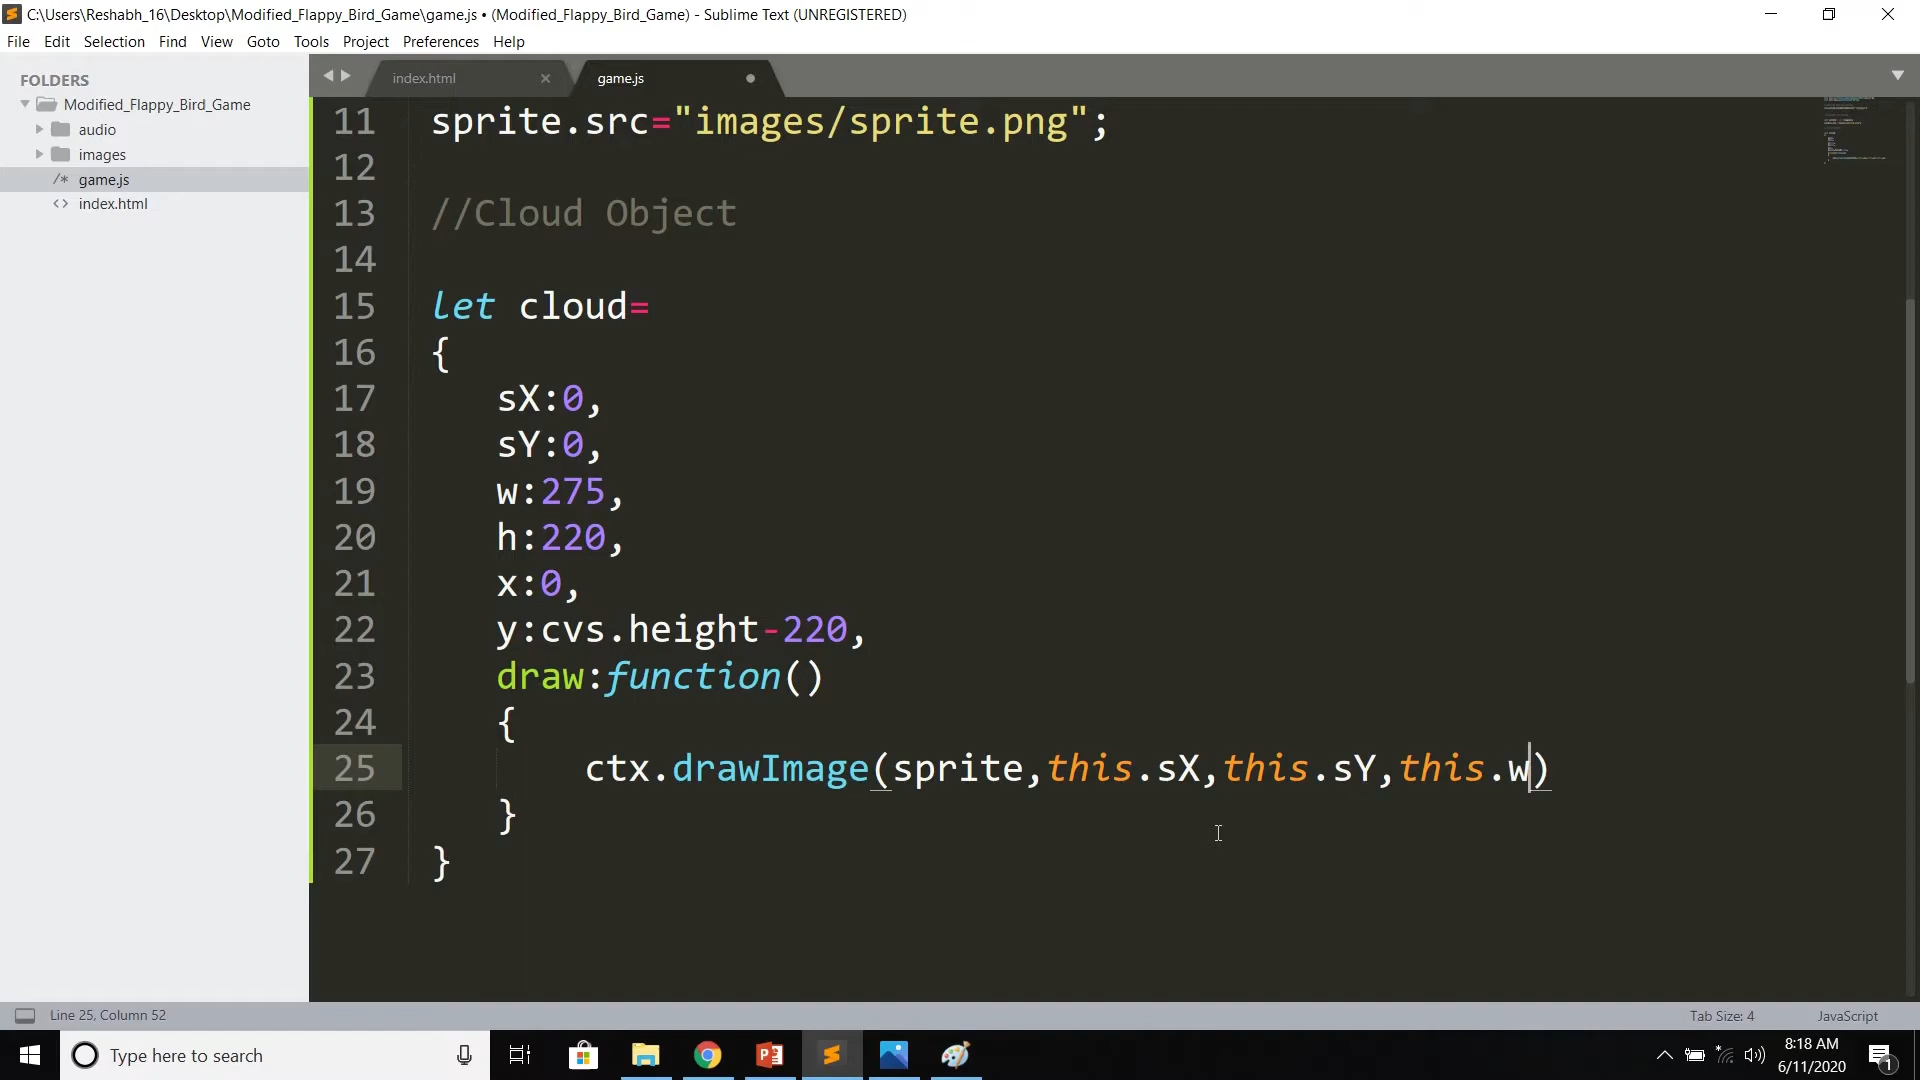 C:\Users\Reshabh_16\Desktop\Modified_Flappy_Bird_Game\game.js • (Modified_Flappy_Bird_Game) - Sublime Text (UNREGISTERED)
File Edit Selection Find View Goto Tools Project Preferences Help
FOLDERS
Modified_Flappy_Bird_Game
audio
images
/* game.js
<> index.html
index.html
game.js
11 sprite.src="images/sprite.png";
12
13 //Cloud Object
14
15 let cloud=
16 {
17 sX:0,
18 sY:0,
19 w:275,
20 h:220,
21 x:0,
22 y:cvs.height-220,
23 draw:function()
24 {
25 ctx.drawImage(sprite,this.sX,this.sY,this.w)
26 }
27 }
Line 25, Column 52
Tab Size: 4
JavaScript
Type here to search
8:18 AM
6/11/2020
1